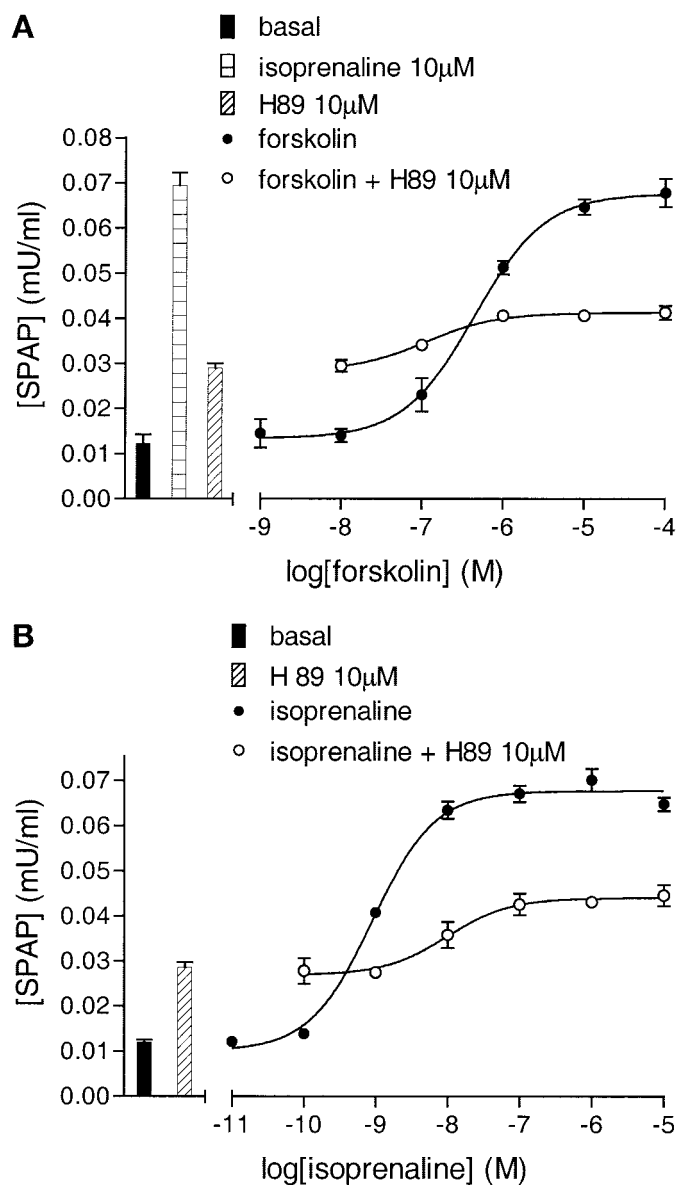 A
basal
isoprenaline 10µM
H89 10µM
forskolin
forskolin + H89 10µM
[SPAP] (mU/ml)
0.08
0.07
0.06
0.05
0.04
0.03
0.02
0.01
0.00
-9 -8 -7 -6 -5 -4
log[forskolin] (M)
B
basal
H 89 10µM
isoprenaline
isoprenaline + H89 10µM
[SPAP] (mU/ml)
0.07
0.06
0.05
0.04
0.03
0.02
0.01
0.00
-11 -10 -9 -8 -7 -6 -5
log[isoprenaline] (M)